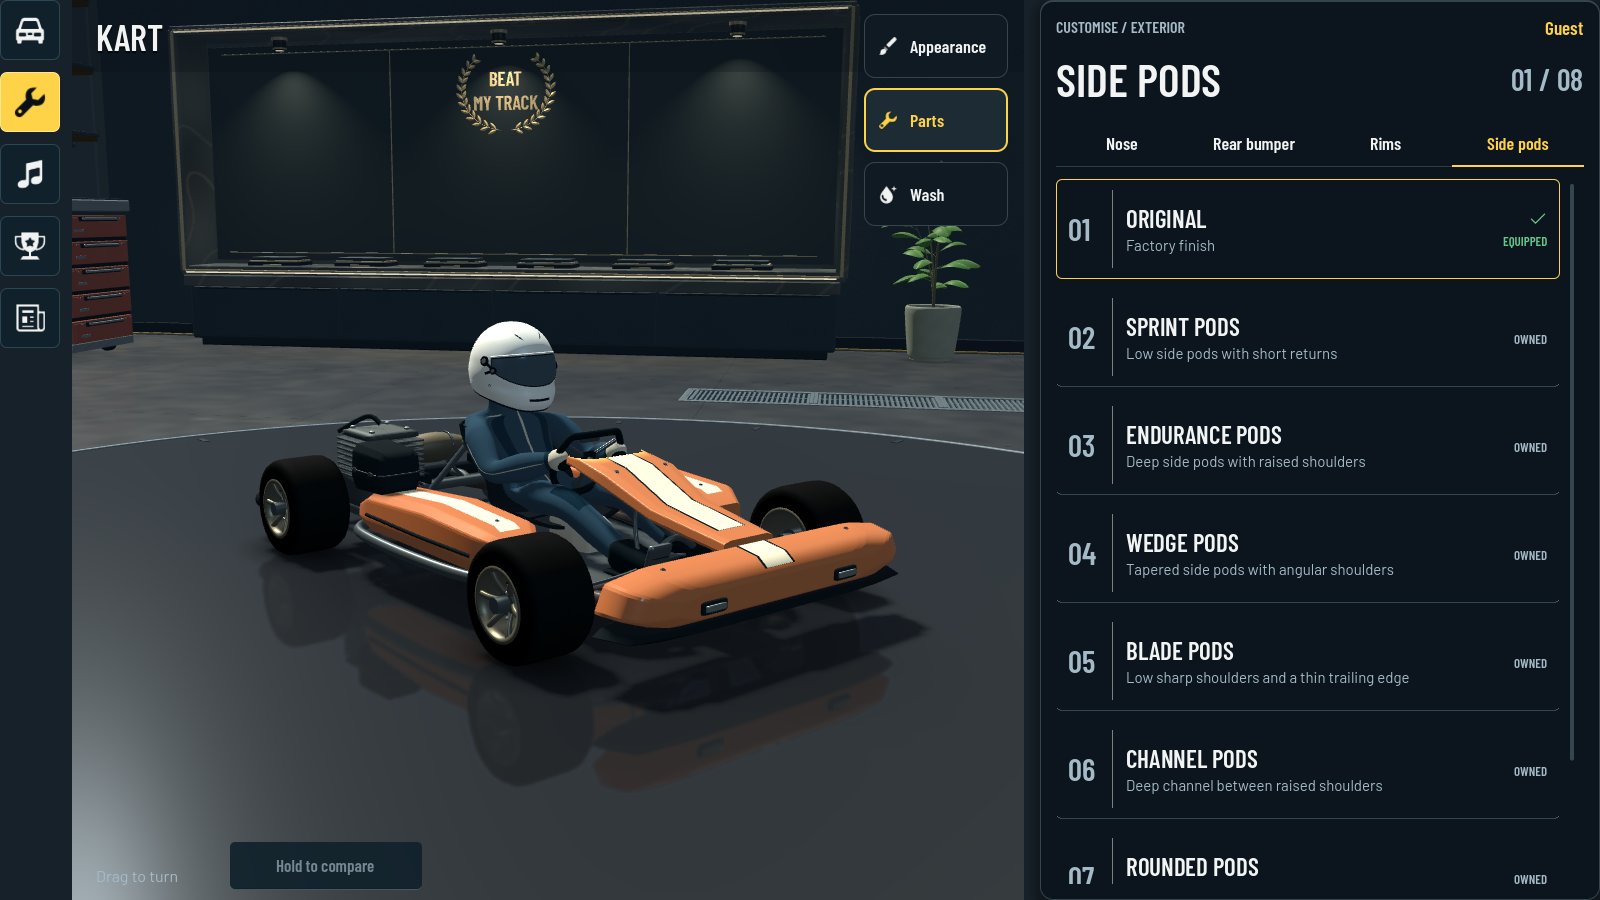 KART
BEAT
MY TRACK
Appearance
Parts
Wash
Drag to turn
Hold to compare
CUSTOMISE / EXTERIOR
Guest
SIDE PODS
01 / 08
Nose
Rear bumper
Rims
Side pods
01
ORIGINAL
Factory finish
EQUIPPED
02
SPRINT PODS
Low side pods with short returns
OWNED
03
ENDURANCE PODS
Deep side pods with raised shoulders
OWNED
04
WEDGE PODS
Tapered side pods with angular shoulders
OWNED
05
BLADE PODS
Low sharp shoulders and a thin trailing edge
OWNED
06
CHANNEL PODS
Deep channel between raised shoulders
OWNED
07
ROUNDED PODS
OWNED